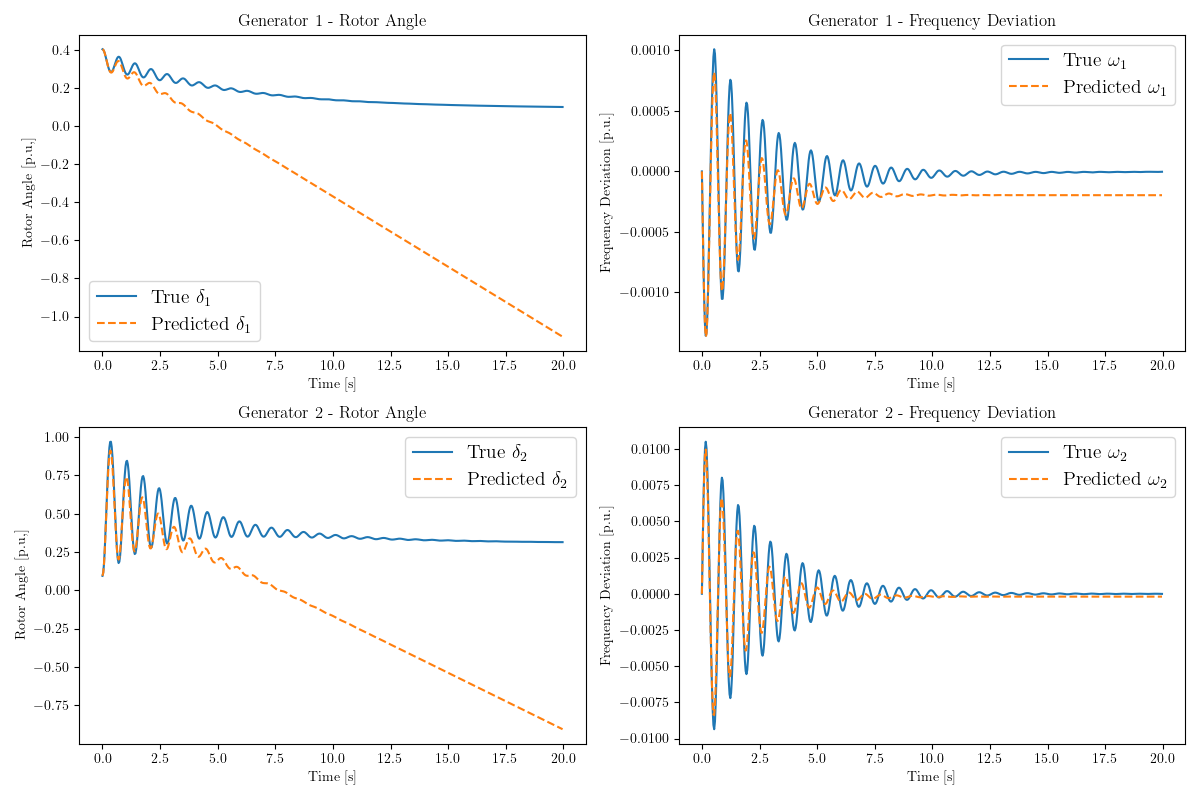 Generator 1 - Rotor Angle
Rotor Angle [p.u.]
0.4
0.2
0.0
−0.2
−0.4
−0.6
−0.8
−1.0
True δ₁
Predicted δ₁
0.0 2.5 5.0 7.5 10.0 12.5 15.0 17.5 20.0
Time [s]
Generator 1 - Frequency Deviation
Frequency Deviation [p.u.]
0.0010
0.0005
0.0000
−0.0005
−0.0010
True ω₁
Predicted ω₁
0.0 2.5 5.0 7.5 10.0 12.5 15.0 17.5 20.0
Time [s]
Generator 2 - Rotor Angle
Rotor Angle [p.u.]
1.00
0.75
0.50
0.25
0.00
−0.25
−0.50
−0.75
True δ₂
Predicted δ₂
0.0 2.5 5.0 7.5 10.0 12.5 15.0 17.5 20.0
Time [s]
Generator 2 - Frequency Deviation
Frequency Deviation [p.u.]
0.0100
0.0075
0.0050
0.0025
0.0000
−0.0025
−0.0050
−0.0075
−0.0100
True ω₂
Predicted ω₂
0.0 2.5 5.0 7.5 10.0 12.5 15.0 17.5 20.0
Time [s]